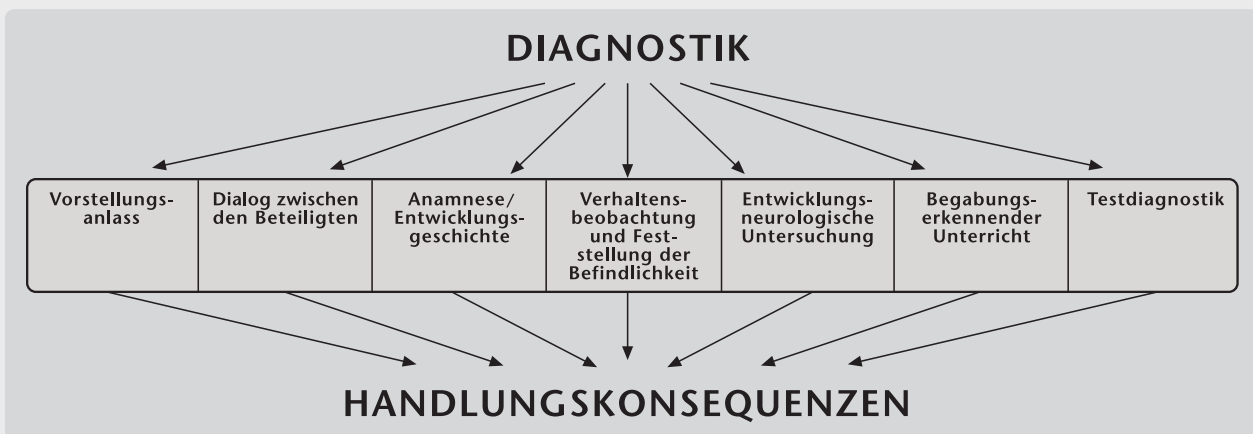 DIAGNOSTIK
Vorstellungs-
anlass
Dialog zwischen
den Beteiligten
Anamnese/
Entwicklungs-
geschichte
Verhaltens-
beobachtung
und Fest-
stellung der
Befindlichkeit
Entwicklungs-
neurologische
Untersuchung
Begabungs-
erkennender
Unterricht
Testdiagnostik
HANDLUNGSKONSEQUENZEN